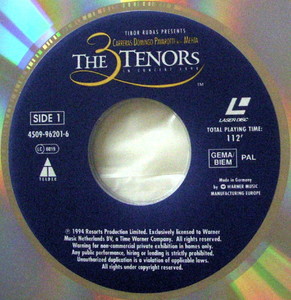 TIBOR RUDAS PRESENTS
CARRERAS DOMINGO PAVAROTTI with MEHTA
THE 3 TENORS
IN CONCERT 1994
SIDE 1
4509-96201-6
LC 0019
TELDEC
LASER DISC
TOTAL PLAYING TIME:
112'
GEMA/
BIEM
PAL
Made in Germany
WARNER MUSIC
MANUFACTURING EUROPE
℗ 1994 Resorts Production Limited. Exclusively licensed to Warner
Music Netherlands BV, a Time Warner Company. All rights reserved.
Warning for non-commercial private exhibition in homes only.
Any public performance, hiring or lending is strictly prohibited.
Unauthorized duplication is a violation of applicable laws.
All rights under copyright reserved.